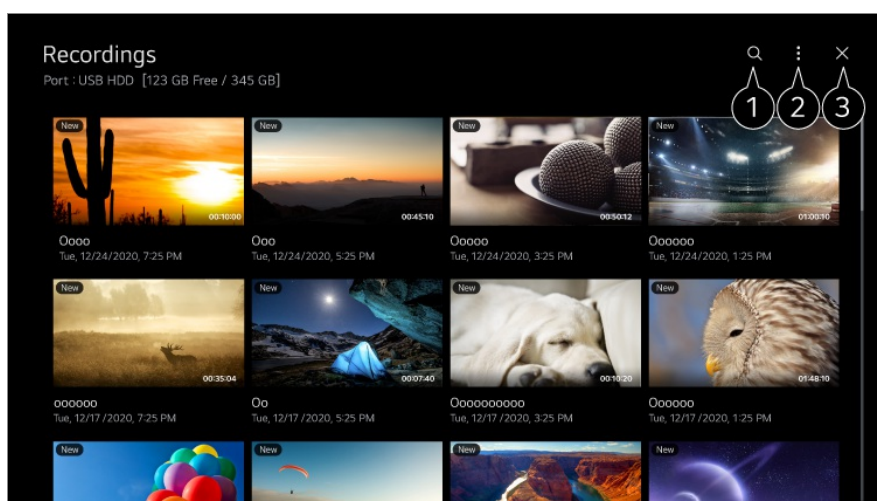 Recordings
Port : USB HDD [123 GB Free / 345 GB]
1 2 3
New New New New
00:10:00 00:45:10 00:50:12 01:00:10
Oooo Ooo Ooooo Oooooo
Tue, 12/24/2020, 7:25 PM Tue, 12/24/2020, 5:25 PM Tue, 12/24/2020, 3:25 PM Tue, 12/24/2020, 1:25 PM
New New New New
00:35:04 00:07:40 00:10:20 01:48:10
oooooo Oo Oooooooooo Oooooo
Tue, 12/17/2020, 7:25 PM Tue, 12/17/2020, 5:25 PM Tue, 12/17/2020, 3:25 PM Tue, 12/17/2020, 1:25 PM
New New New New